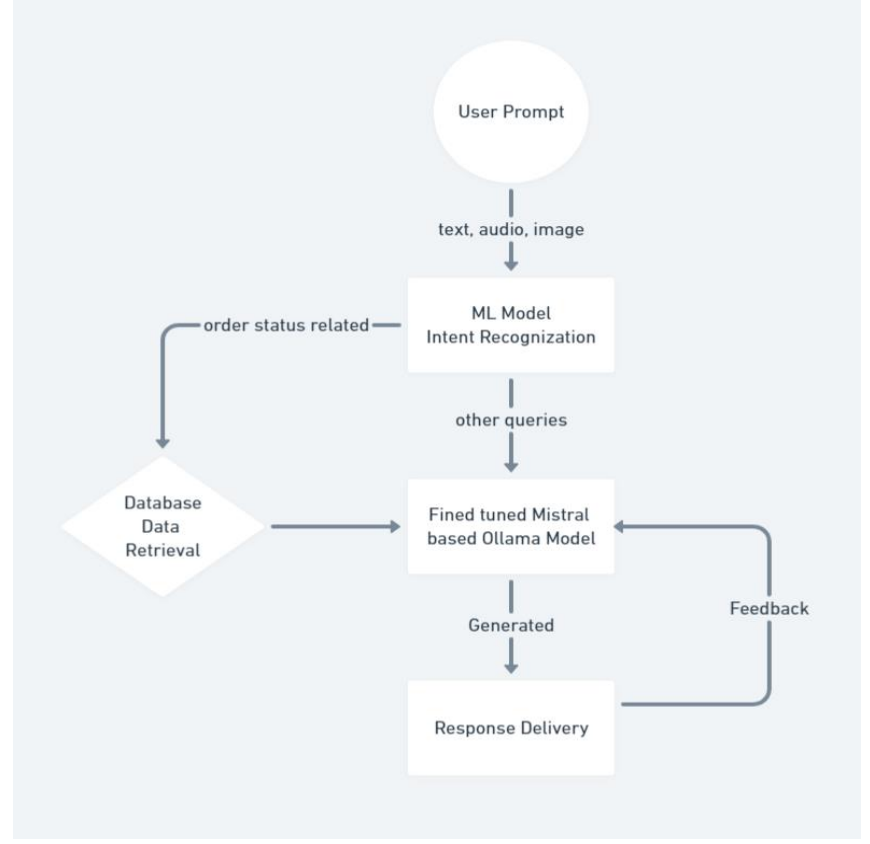 User Prompt
text, audio, image
ML Model
Intent Recognization
order status related
other queries
Database
Data
Retrieval
Fined tuned Mistral
based Ollama Model
Generated
Feedback
Response Delivery